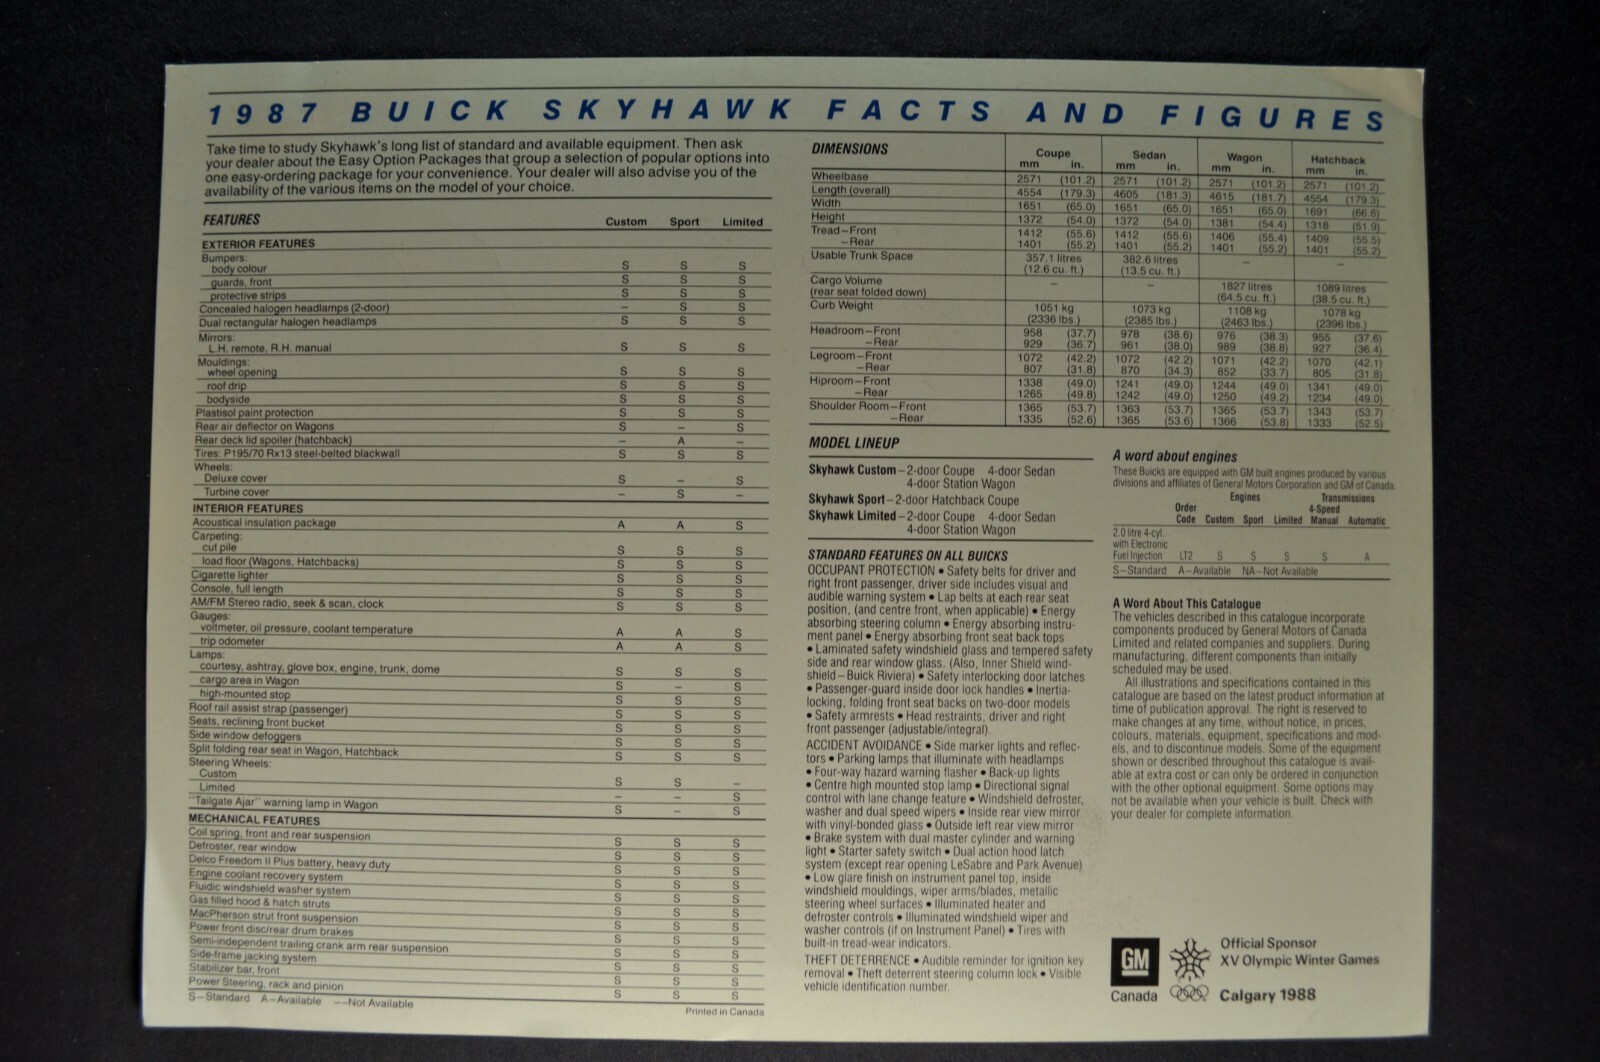 1987 BUICK SKYHAWK FACTS AND FIGURES
Take time to study Skyhawk's long list of standard and available equipment. Then ask
your dealer about the Easy Option Packages that group a selection of popular options into
one easy-ordering package for your convenience. Your dealer will also advise you of the
availability of the various items on the model of your choice.
FEATURES Custom Sport Limited
EXTERIOR FEATURES
Bumpers:
body colour S S S
guards, front S S S
protective strips S S S
Concealed halogen headlamps (2-door) – S S
Dual rectangular halogen headlamps S S S
Mirrors:
L.H. remote, R.H. manual S S S
Mouldings:
wheel opening S S S
roof drip S S S
bodyside S S S
Plastisol paint protection S S S
Rear air deflector on Wagons S – S
Rear deck lid spoiler (hatchback) – A –
Tires: P195/70 Rx13 steel-belted blackwall S S S
Wheels:
Deluxe cover S – S
Turbine cover – S –
INTERIOR FEATURES
Acoustical insulation package A A S
Carpeting:
cut pile S S S
load floor (Wagons, Hatchbacks) S S S
Cigarette lighter S S S
Console, full length S S S
AM/FM Stereo radio, seek & scan, clock S S S
Gauges:
voltmeter, oil pressure, coolant temperature A A S
trip odometer A A S
Lamps:
courtesy, ashtray, glove box, engine, trunk, dome S S S
cargo area in Wagon S – S
high-mounted stop S S S
Roof rail assist strap (passenger) S S S
Seats, reclining front bucket S S S
Side window defoggers S S S
Split folding rear seat in Wagon, Hatchback S S S
Steering Wheels:
Custom S S –
Limited – – S
"Tailgate Ajar" warning lamp in Wagon S – S
MECHANICAL FEATURES
Coil spring, front and rear suspension S S S
Defroster, rear window S S S
Delco Freedom II Plus battery, heavy duty S S S
Engine coolant recovery system S S S
Fluidic windshield washer system S S S
Gas filled hood & hatch struts S S S
MacPherson strut front suspension S S S
Power front disc/rear drum brakes S S S
Semi-independent trailing crank arm rear suspension S S S
Side-frame jacking system S S S
Stabilizer bar, front S S S
Power Steering, rack and pinion S S S
S–Standard A–Available –-Not Available
Printed in Canada
DIMENSIONS Coupe Sedan Wagon Hatchback
mm in. mm in. mm in. mm in.
Wheelbase 2571 (101.2) 2571 (101.2) 2571 (101.2) 2571 (101.2)
Length (overall) 4554 (179.3) 4605 (181.3) 4615 (181.7) 4554 (179.3)
Width 1651 (65.0) 1651 (65.0) 1651 (65.0) 1691 (66.6)
Height 1372 (54.0) 1372 (54.0) 1381 (54.4) 1318 (51.9)
Tread–Front 1412 (55.6) 1412 (55.6) 1406 (55.4) 1409 (55.5)
–Rear 1401 (55.2) 1401 (55.2) 1401 (55.2) 1401 (55.2)
Usable Trunk Space 357.1 litres 382.6 litres – –
(12.6 cu. ft.) (13.5 cu. ft.)
Cargo Volume – – 1827 litres 1089 litres
(rear seat folded down) (64.5 cu. ft.) (38.5 cu. ft.)
Curb Weight 1051 kg 1073 kg 1108 kg 1078 kg
(2336 lbs.) (2385 lbs.) (2463 lbs.) (2396 lbs.)
Headroom–Front 958 (37.7) 978 (38.6) 976 (38.3) 955 (37.6)
–Rear 929 (36.7) 961 (38.0) 989 (38.8) 927 (36.4)
Legroom–Front 1072 (42.2) 1072 (42.2) 1071 (42.2) 1070 (42.1)
–Rear 807 (31.8) 870 (34.3) 852 (33.7) 805 (31.8)
Hiproom–Front 1338 (49.0) 1241 (49.0) 1244 (49.0) 1341 (49.0)
–Rear 1265 (49.8) 1242 (49.0) 1250 (49.2) 1234 (49.0)
Shoulder Room–Front 1365 (53.7) 1363 (53.7) 1365 (53.7) 1343 (53.7)
–Rear 1335 (52.6) 1365 (53.6) 1366 (53.8) 1333 (52.5)
MODEL LINEUP
Skyhawk Custom–2-door Coupe 4-door Sedan
4-door Station Wagon
Skyhawk Sport–2-door Hatchback Coupe
Skyhawk Limited–2-door Coupe 4-door Sedan
4-door Station Wagon
STANDARD FEATURES ON ALL BUICKS
OCCUPANT PROTECTION • Safety belts for driver and
right front passenger, driver side includes visual and
audible warning system • Lap belts at each rear seat
position, (and centre front, when applicable) • Energy
absorbing steering column • Energy absorbing instru-
ment panel • Energy absorbing front seat back tops
• Laminated safety windshield glass and tempered safety
side and rear window glass. (Also, Inner Shield wind-
shield–Buick Riviera) • Safety interlocking door latches
• Passenger-guard inside door lock handles • Inertia-
locking, folding front seat backs on two-door models
• Safety armrests • Head restraints, driver and right
front passenger (adjustable/integral).
ACCIDENT AVOIDANCE • Side marker lights and reflec-
tors • Parking lamps that illuminate with headlamps
• Four-way hazard warning flasher • Back-up lights
• Centre high mounted stop lamp • Directional signal
control with lane change feature • Windshield defroster,
washer and dual speed wipers • Inside rear view mirror
with vinyl-bonded glass • Outside left rear view mirror
• Brake system with dual master cylinder and warning
light • Starter safety switch • Dual action hood latch
system (except rear opening LeSabre and Park Avenue)
• Low glare finish on instrument panel top, inside
windshield mouldings, wiper arms/blades, metallic
steering wheel surfaces • Illuminated heater and
defroster controls • Illuminated windshield wiper and
washer controls (if on Instrument Panel) • Tires with
built-in tread-wear indicators.
THEFT DETERRENCE • Audible reminder for ignition key
removal • Theft deterrent steering column lock • Visible
vehicle identification number.
A word about engines
These Buicks are equipped with GM built engines produced by various
divisions and affiliates of General Motors Corporation and GM of Canada.
Engines Transmissions
Order 4-Speed
Code Custom Sport Limited Manual Automatic
2.0 litre 4-cyl.
with Electronic
Fuel Injection LT2 S S S S A
S–Standard A–Available NA–Not Available
A Word About This Catalogue
The vehicles described in this catalogue incorporate
components produced by General Motors of Canada
Limited and related companies and suppliers. During
manufacturing, different components than initially
scheduled may be used.
All illustrations and specifications contained in this
catalogue are based on the latest product information at
time of publication approval. The right is reserved to
make changes at any time, without notice, in prices,
colours, materials, equipment, specifications and mod-
els, and to discontinue models. Some of the equipment
shown or described throughout this catalogue is avail-
able at extra cost or can only be ordered in conjunction
with the other optional equipment. Some options may
not be available when your vehicle is built. Check with
your dealer for complete information.
GM
Canada
Official Sponsor
XV Olympic Winter Games
Calgary 1988